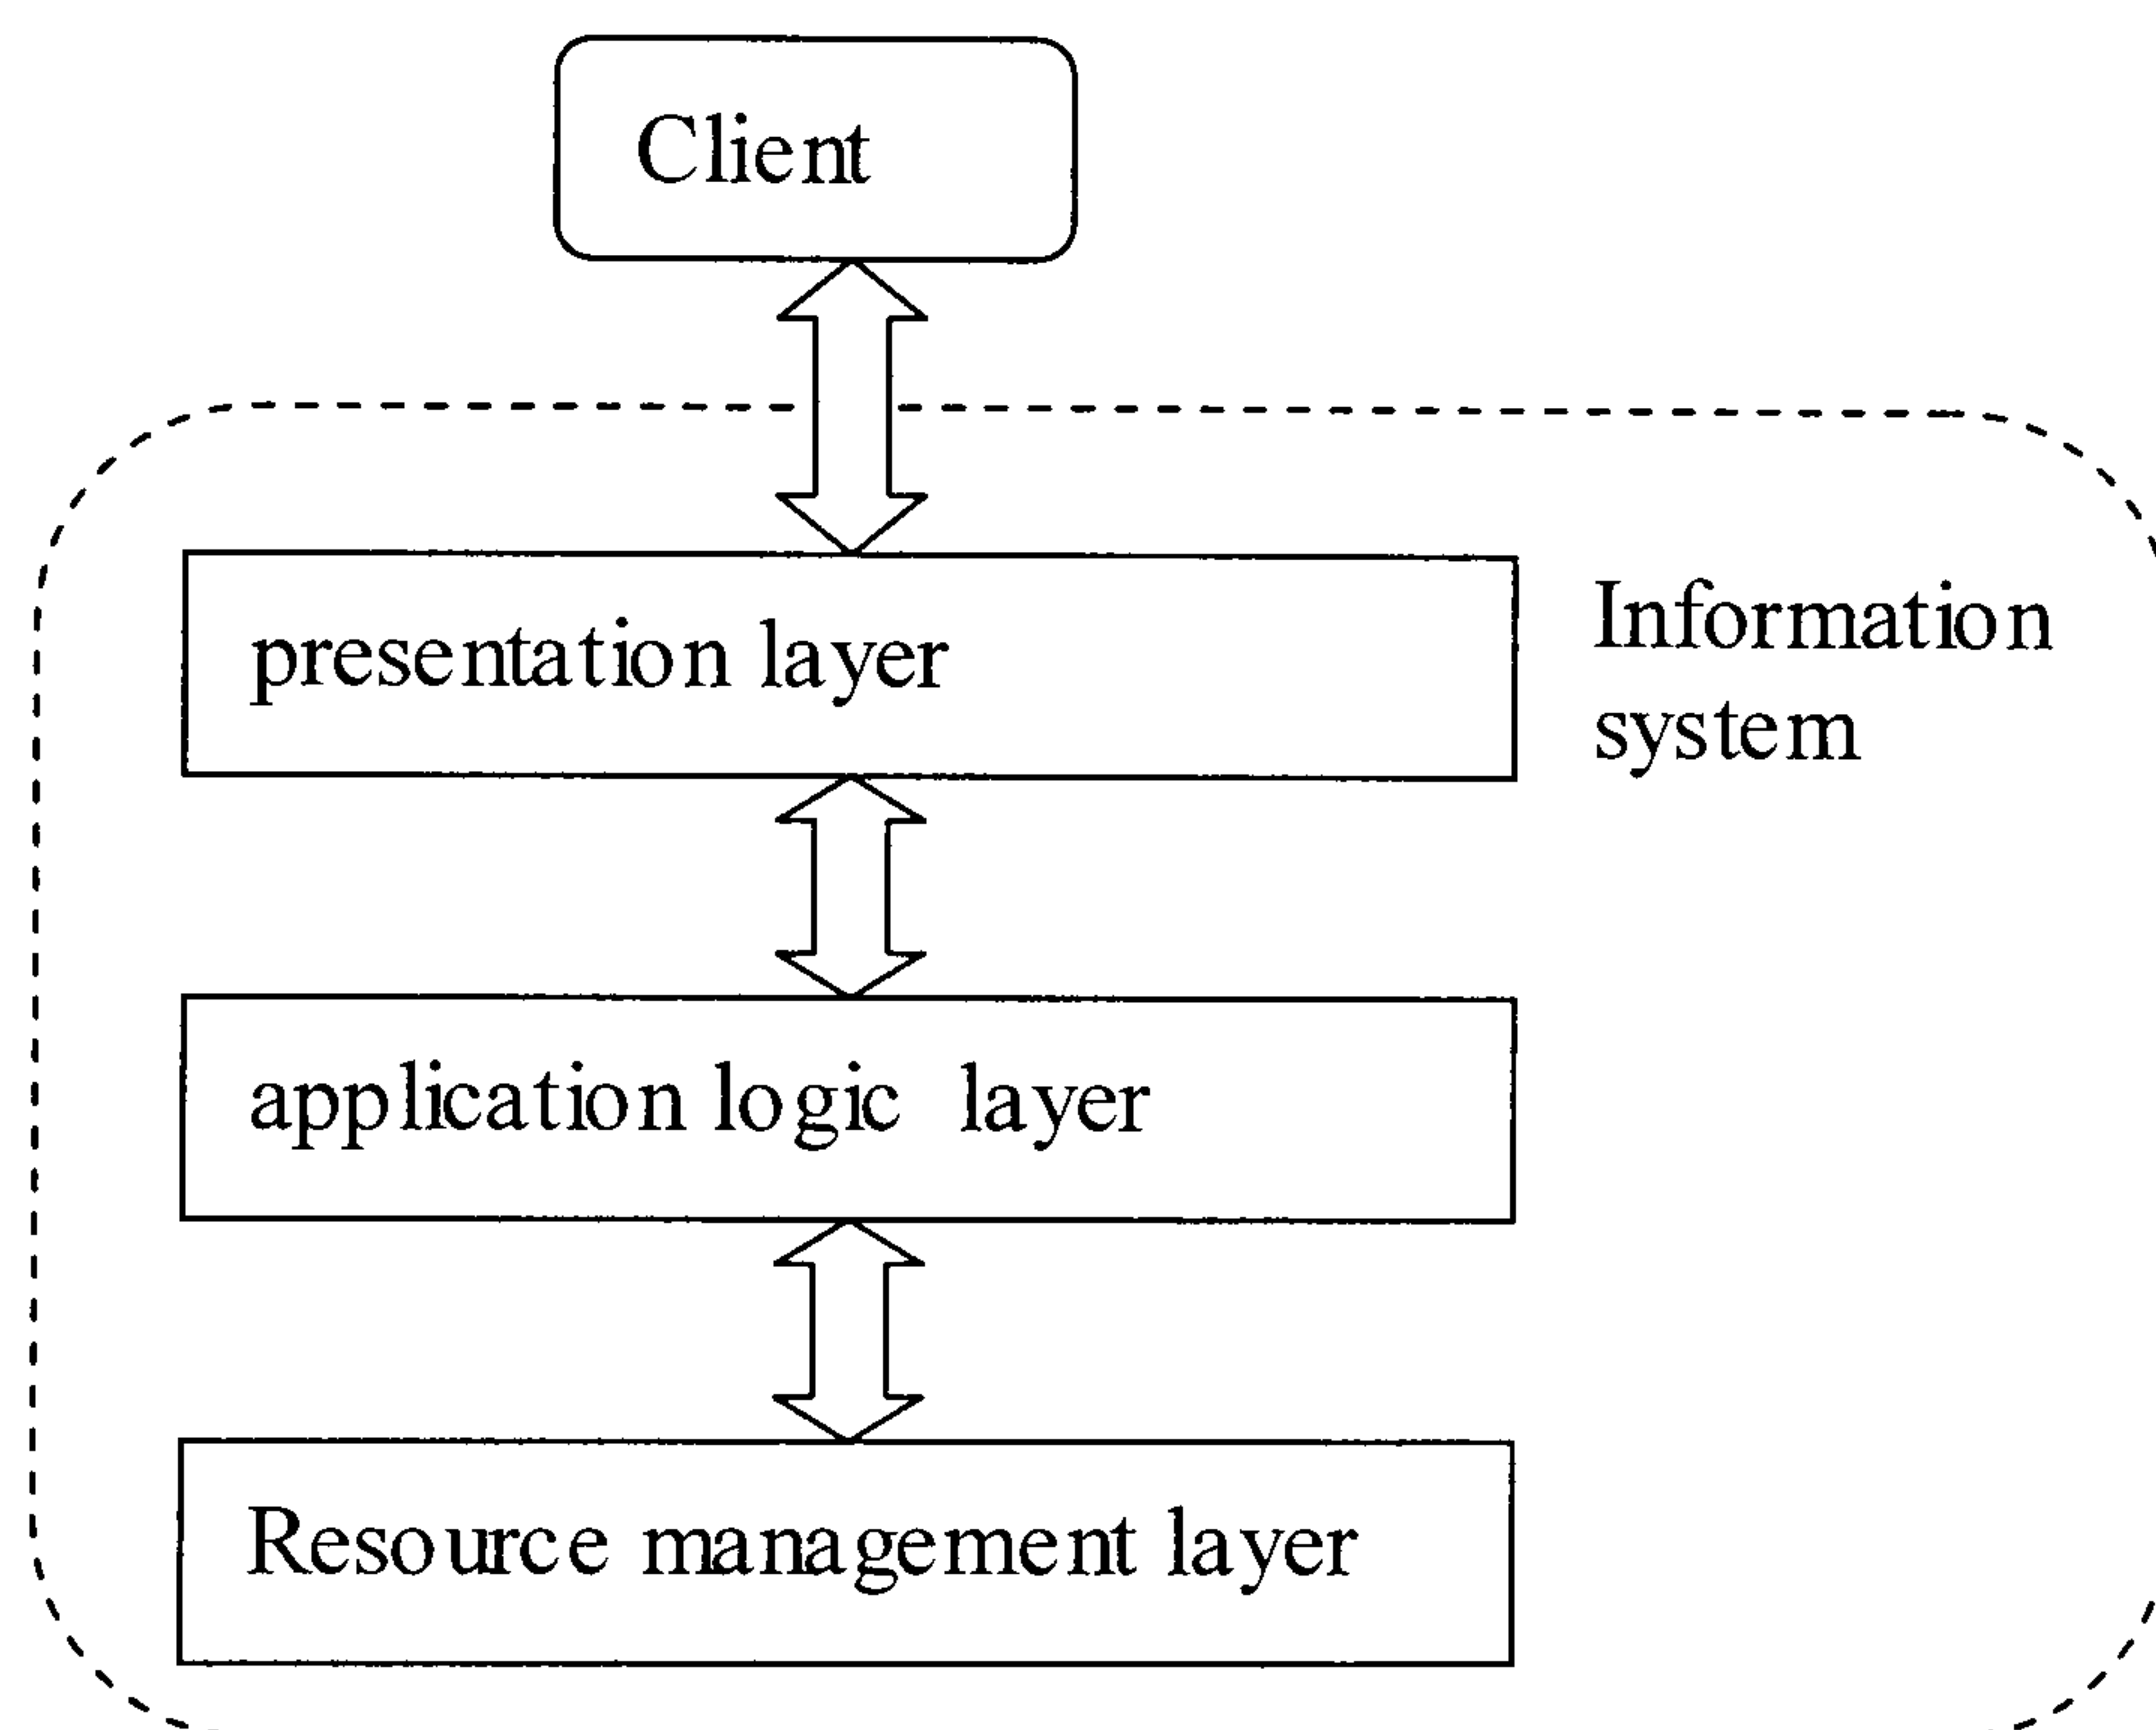 Client
presentation layer
Information
system
application logic layer
Resource management layer